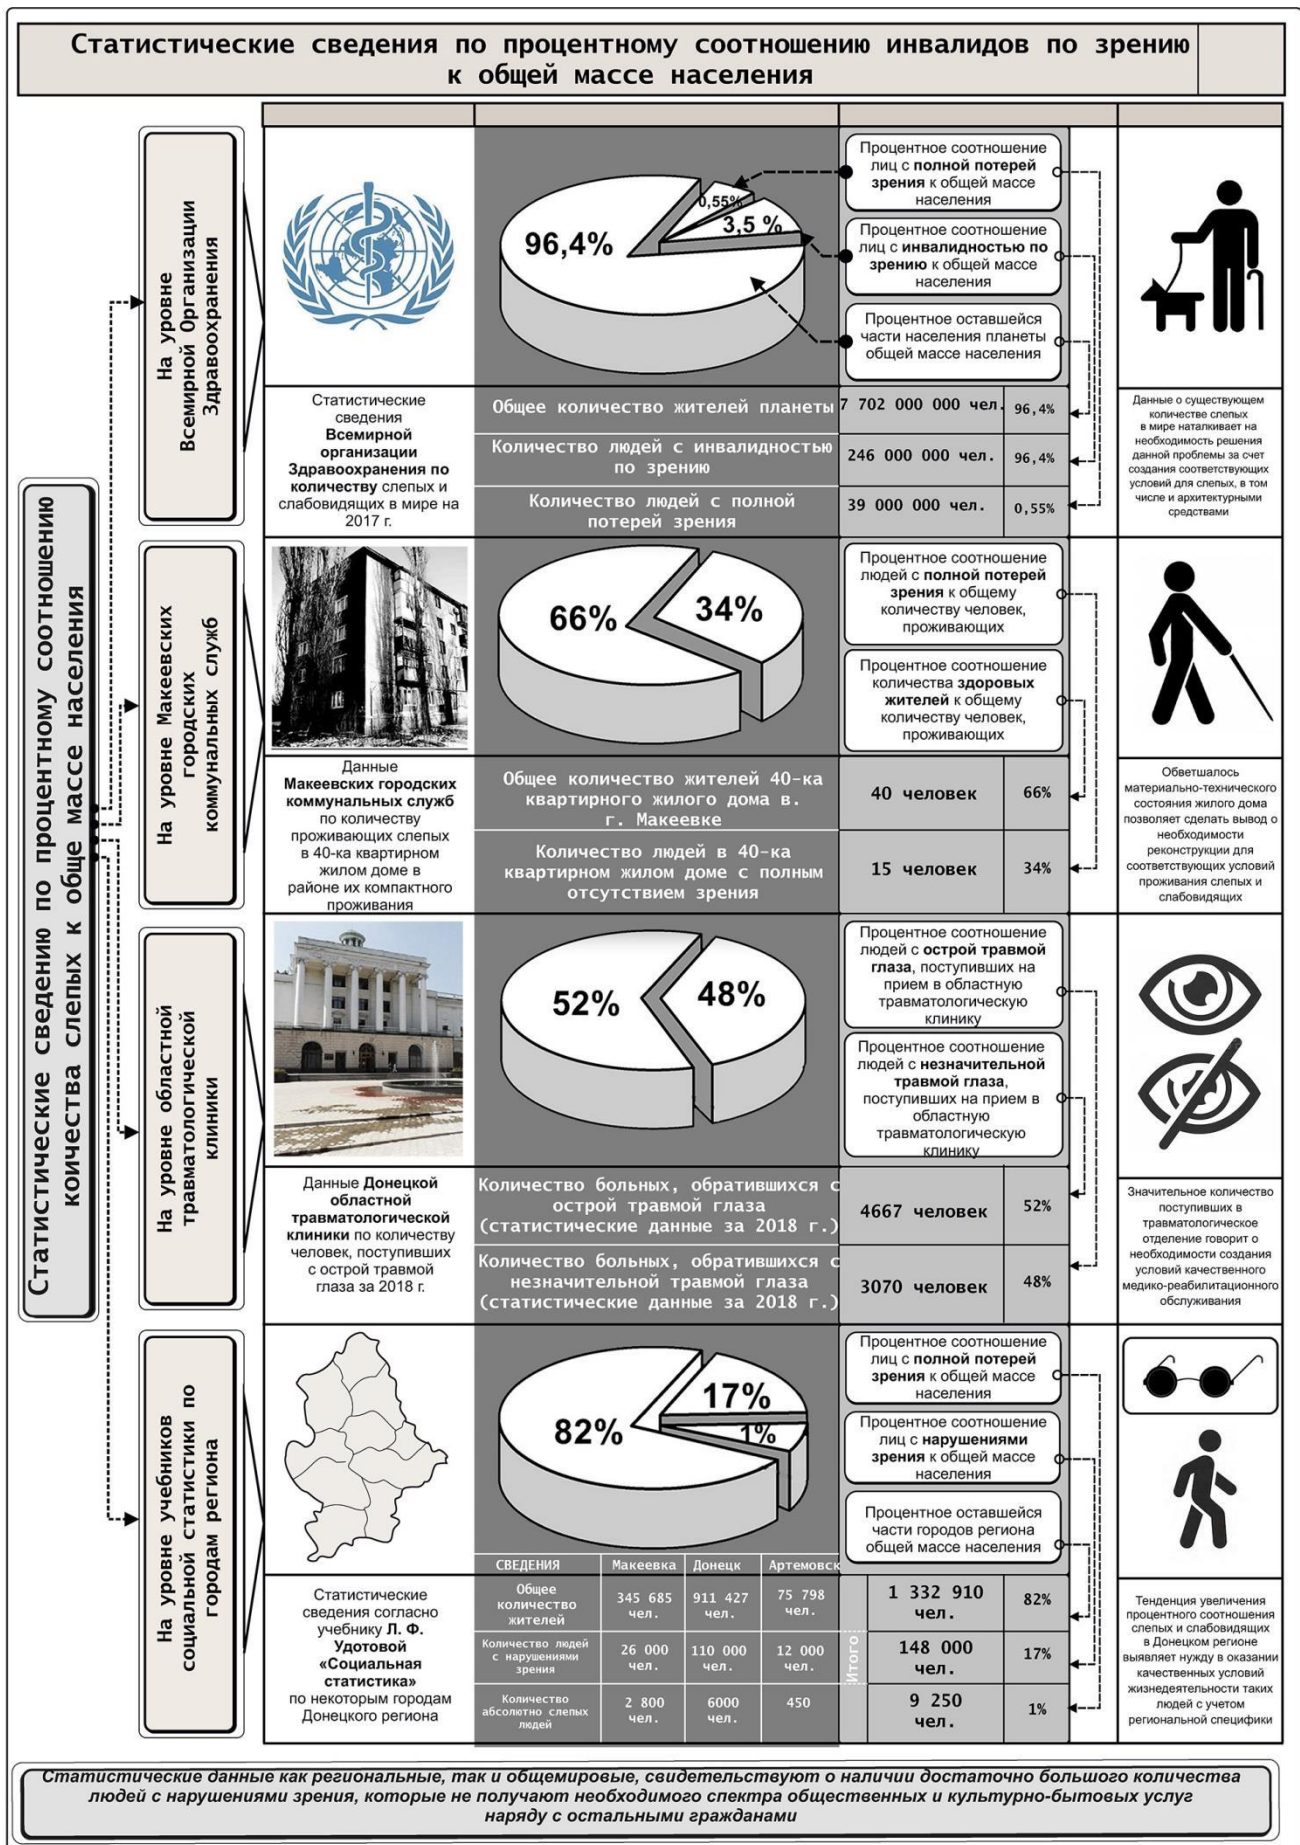 Статистические сведения по процентному соотношению инвалидов по зрению
к общей массе населения
Статистические сведению по процентному соотношению
коичества слепых к обще массе населения
На уровне
Всемирной Организации
Здравоохранения
96,4%
0,55%
3,5 %
Процентное соотношение
лиц с полной потерей
зрения к общей массе
населения
Процентное соотношение
лиц с инвалидностью по
зрению к общей массе
населения
Процентное оставшейся
части населения планеты
общей массе населения
Статистические
сведения
Всемирной
организации
Здравоохранения по
количеству слепых и
слабовидящих в мире на
2017 г.
Общее количество жителей планеты
7 702 000 000 чел.
96,4%
Количество людей с инвалидностью
по зрению
246 000 000 чел.
96,4%
Количество людей с полной
потерей зрения
39 000 000 чел.
0,55%
Данные о существующем
количестве слепых
в мире наталкивает на
необходимость решения
данной проблемы за счет
создания соответствующих
условий для слепых, в том
числе и архитектурными
средствами
На уровне Макеевских
городских
коммунальных служб
66%
34%
Процентное соотношение
людей с полной потерей
зрения к общему
количеству человек,
проживающих
Процентное соотношение
количества здоровых
жителей к общему
количеству человек,
проживающих
Данные
Макеевских городских
коммунальных служб
по количеству
проживающих слепых
в 40-ка квартирном
жилом доме в
районе их компактного
проживания
Общее количество жителей 40-ка
квартирного жилого дома в.
г. Макеевке
40 человек
66%
Количество людей в 40-ка
квартирном жилом доме с полным
отсутствием зрения
15 человек
34%
Обветшалось
материально-технического
состояния жилого дома
позволяет сделать вывод о
необходимости
реконструкции для
соответствующих условий
проживания слепых и
слабовидящих
На уровне областной
травматологической
клиники
52%
48%
Процентное соотношение
людей с острой травмой
глаза, поступивших на
прием в областную
травматологическую
клинику
Процентное соотношение
людей с незначительной
травмой глаза,
поступивших на прием в
областную
травматологическую
клинику
Данные Донецкой
областной
травматологической
клиники по количеству
человек, поступивших
с острой травмой
глаза за 2018 г.
Количество больных, обратившихся с
острой травмой глаза
(статистические данные за 2018 г.)
4667 человек
52%
Количество больных, обратившихся с
незначительной травмой глаза
(статистические данные за 2018 г.)
3070 человек
48%
Значительное количество
поступивших в
травматологическое
отделение говорит о
необходимости создания
условий качественного
медико-реабилитационного
обслуживания
На уровне учебников
социальной статистики по
городам региона
82%
17%
1%
Процентное соотношение
лиц с полной потерей
зрения к общей массе
населения
Процентное соотношение
лиц с нарушениями
зрения к общей массе
населения
Процентное оставшейся
части городов региона
общей массе населения
Статистические
сведения согласно
учебнику Л. Ф.
Удотовой
«Социальная
статистика»
по некоторым городам
Донецкого региона
СВЕДЕНИЯ Макеевка Донецк Артемовск
Общее
количество
жителей
345 685
чел.
911 427
чел.
75 798
чел.
Итого
1 332 910
чел.
82%
Количество людей
с нарушениями
зрения
26 000
чел.
110 000
чел.
12 000
чел.
148 000
чел.
17%
Количество
абсолютно слепых
людей
2 800
чел.
6000
чел.
450
9 250
чел.
1%
Тенденция увеличения
процентного соотношения
слепых и слабовидящих
в Донецком регионе
выявляет нужду в оказании
качественных условий
жизнедеятельности таких
людей с учетом
региональной специфики
Статистические данные как региональные, так и общемировые, свидетельствуют о наличии достаточно большого количества
людей с нарушениями зрения, которые не получают необходимого спектра общественных и культурно-бытовых услуг
наряду с остальными гражданами